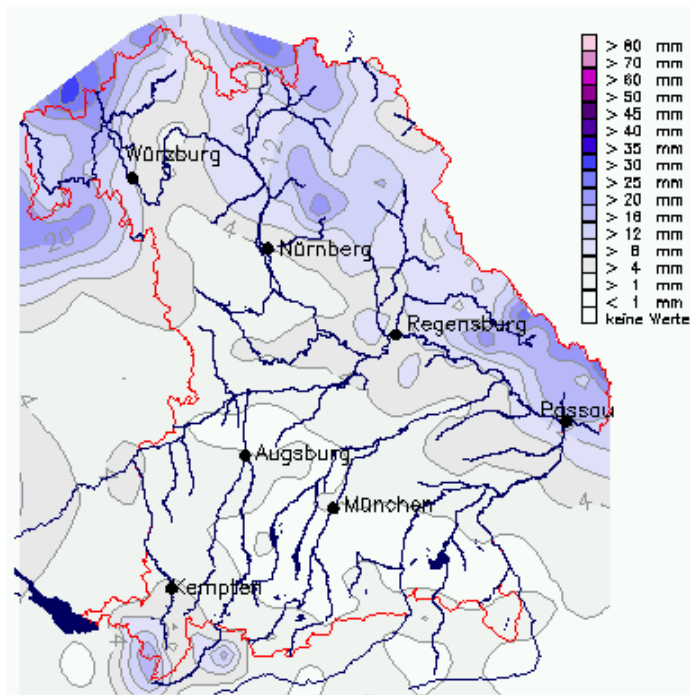 > 80 mm
> 70 mm
> 60 mm
> 50 mm
> 45 mm
> 40 mm
> 35 mm
> 30 mm
> 25 mm
> 20 mm
> 16 mm
> 12 mm
> 8 mm
> 4 mm
> 1 mm
< 1 mm
keine Werte
Würzburg
12
20
4
Nürnberg
Regensburg
Passau
Augsburg
4
München
Kempten
4